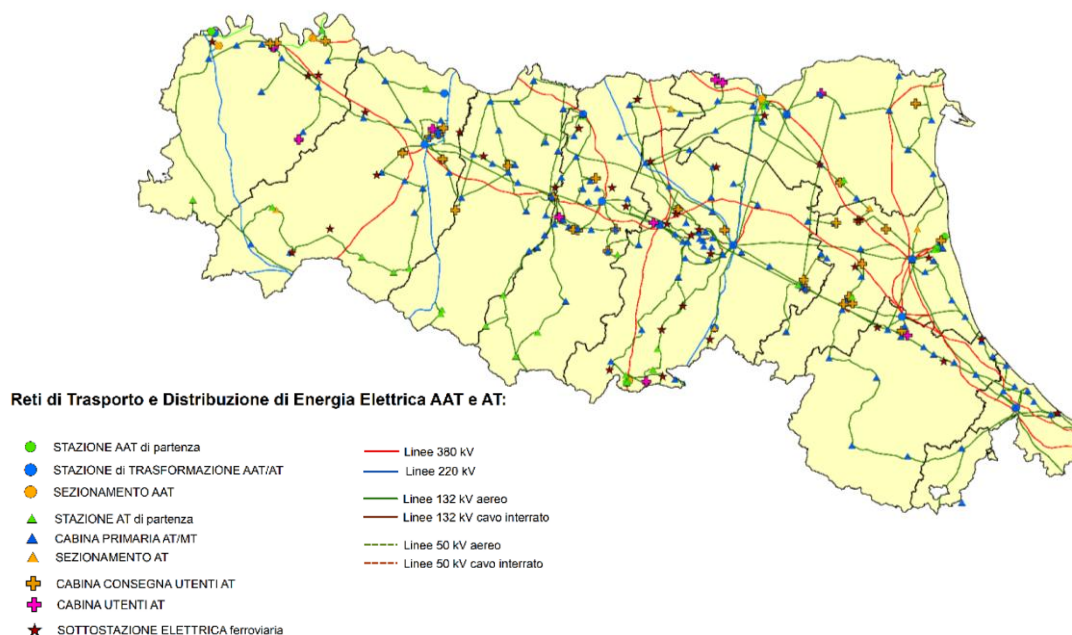 Reti di Trasporto e Distribuzione di Energia Elettrica AAT e AT:
STAZIONE AAT di partenza
STAZIONE di TRASFORMAZIONE AAT/AT
SEZIONAMENTO AAT
STAZIONE AT di partenza
CABINA PRIMARIA AT/MT
SEZIONAMENTO AT
CABINA CONSEGNA UTENTI AT
CABINA UTENTI AT
SOTTOSTAZIONE ELETTRICA ferroviaria
Linee 380 kV
Linee 220 kV
Linee 132 kV aereo
Linee 132 kV cavo interrato
Linee 50 kV aereo
Linee 50 kV cavo interrato